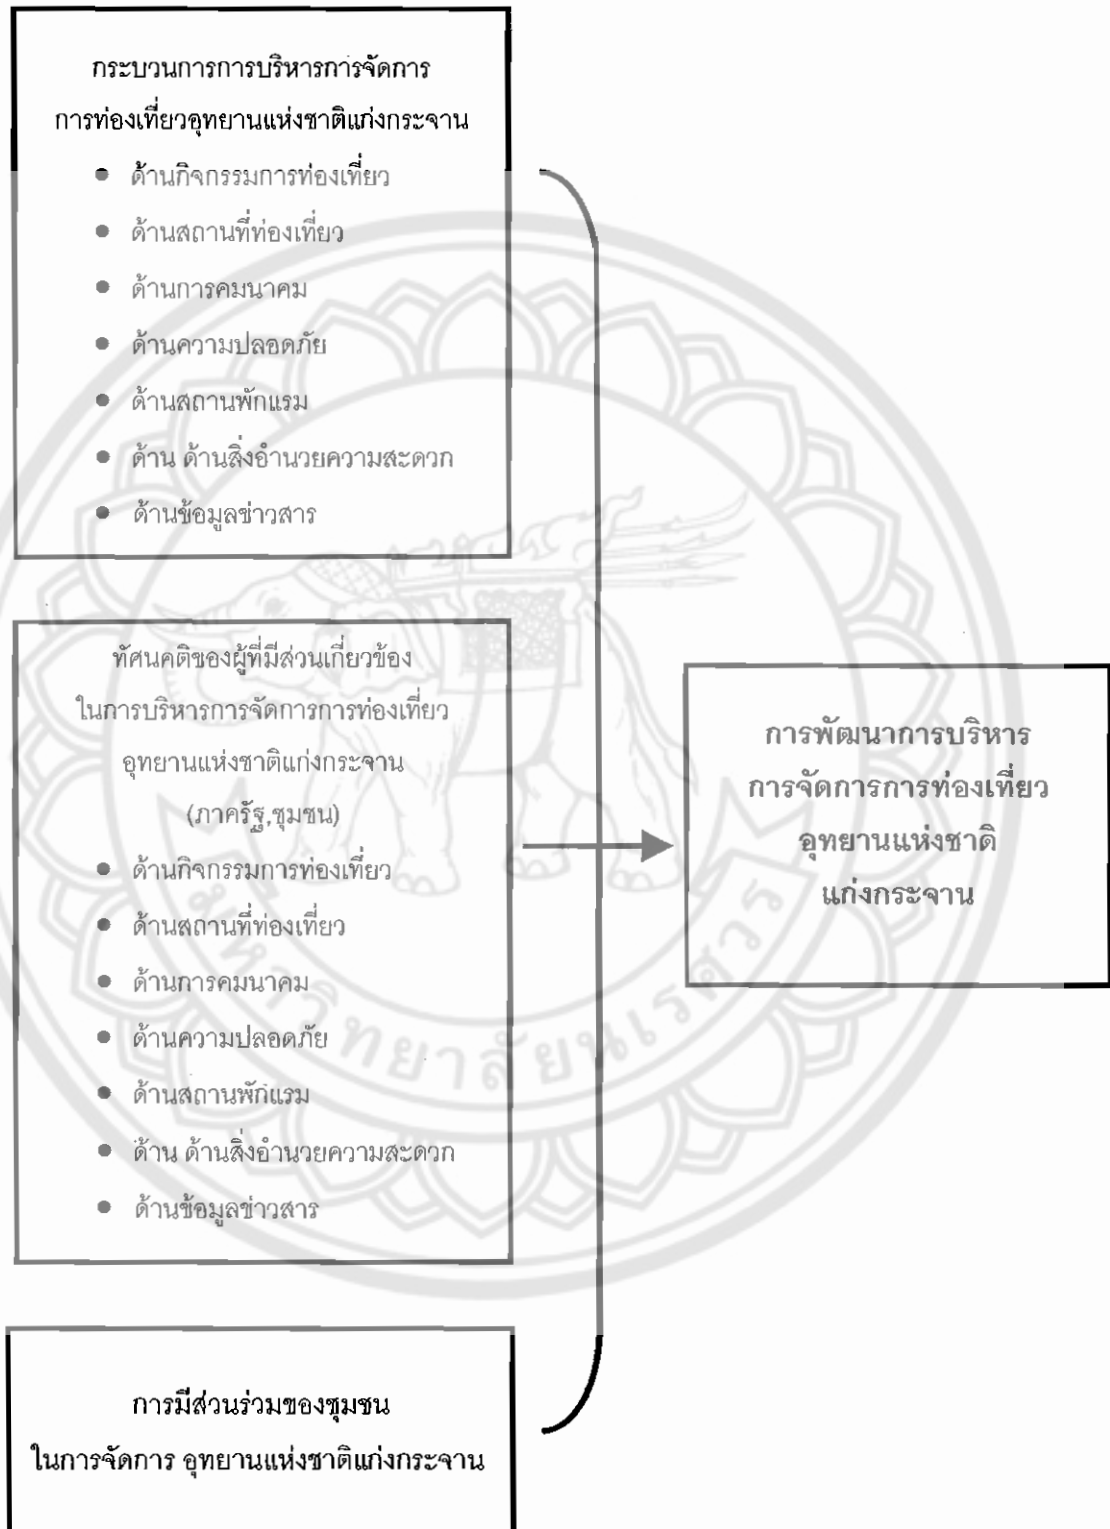 กระบวนการการบริหารการจัดการ
การท่องเที่ยวอุทยานแห่งชาติแก่งกระจาน
● ด้านกิจกรรมการท่องเที่ยว
● ด้านสถานที่ท่องเที่ยว
● ด้านการคมนาคม
● ด้านความปลอดภัย
● ด้านสถานพักแรม
● ด้าน ด้านสิ่งอำนวยความสะดวก
● ด้านข้อมูลข่าวสาร
ทัศนคติของผู้ที่มีส่วนเกี่ยวข้อง
ในการบริหารการจัดการการท่องเที่ยว
อุทยานแห่งชาติแก่งกระจาน
(ภาครัฐ,ชุมชน)
● ด้านกิจกรรมการท่องเที่ยว
● ด้านสถานที่ท่องเที่ยว
● ด้านการคมนาคม
● ด้านความปลอดภัย
● ด้านสถานพักแรม
● ด้าน ด้านสิ่งอำนวยความสะดวก
● ด้านข้อมูลข่าวสาร
การมีส่วนร่วมของชุมชน
ในการจัดการ อุทยานแห่งชาติแก่งกระจาน
การพัฒนาการบริหาร
การจัดการการท่องเที่ยว
อุทยานแห่งชาติ
แก่งกระจาน
มหาวิทยาลัยนเรศวร